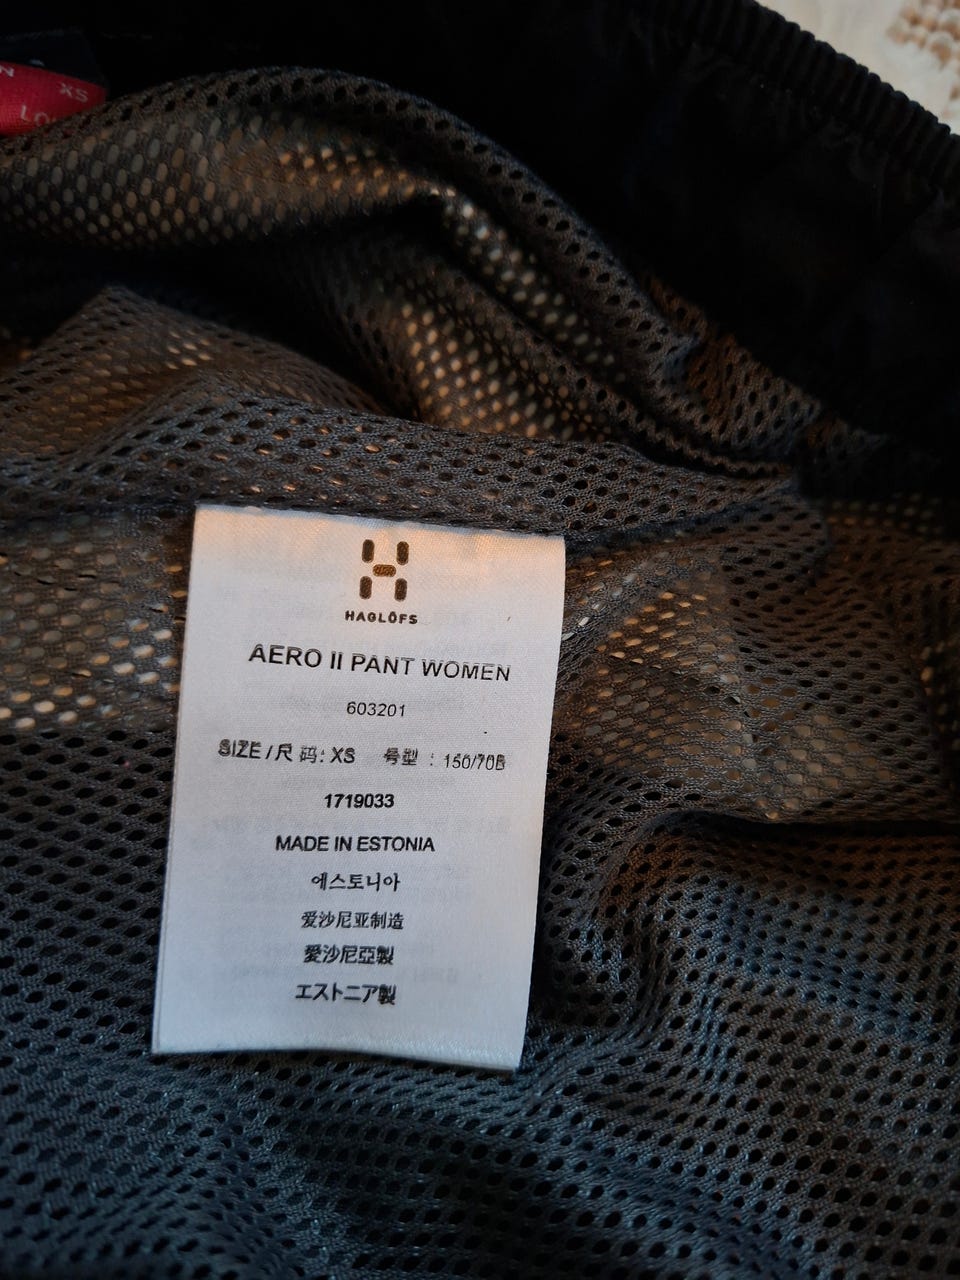 XS
HAGLÖFS
AERO II PANT WOMEN
603201
SIZE / 尺 码: XS 号型 : 150/70B
1719033
MADE IN ESTONIA
에스토니아
爱沙尼亚制造
愛沙尼亞製
エストニア製